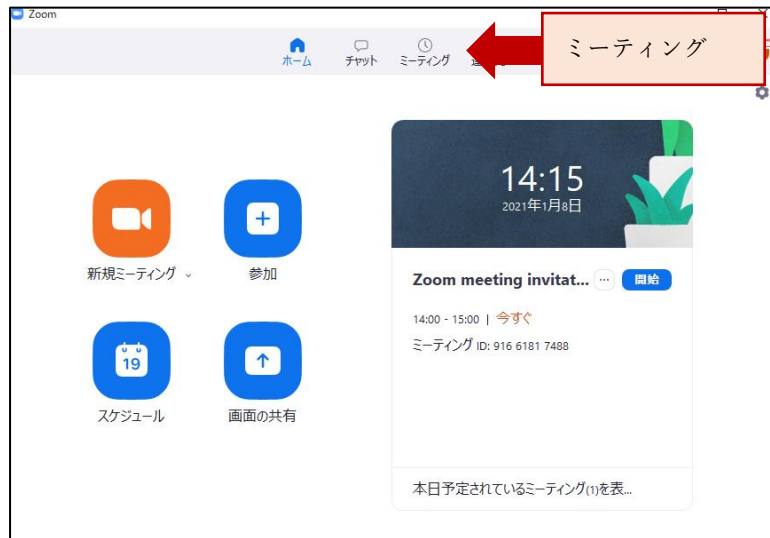 Zoom
ホーム
チャット
ミーティング
ミーティング
14:15
2021年1月8日
新規ミーティング
参加
Zoom meeting invitat... ... 開始
14:00 - 15:00 | 今すぐ
ミーティング ID: 916 6181 7488
19
スケジュール
画面の共有
本日予定されているミーティング(1)を表...